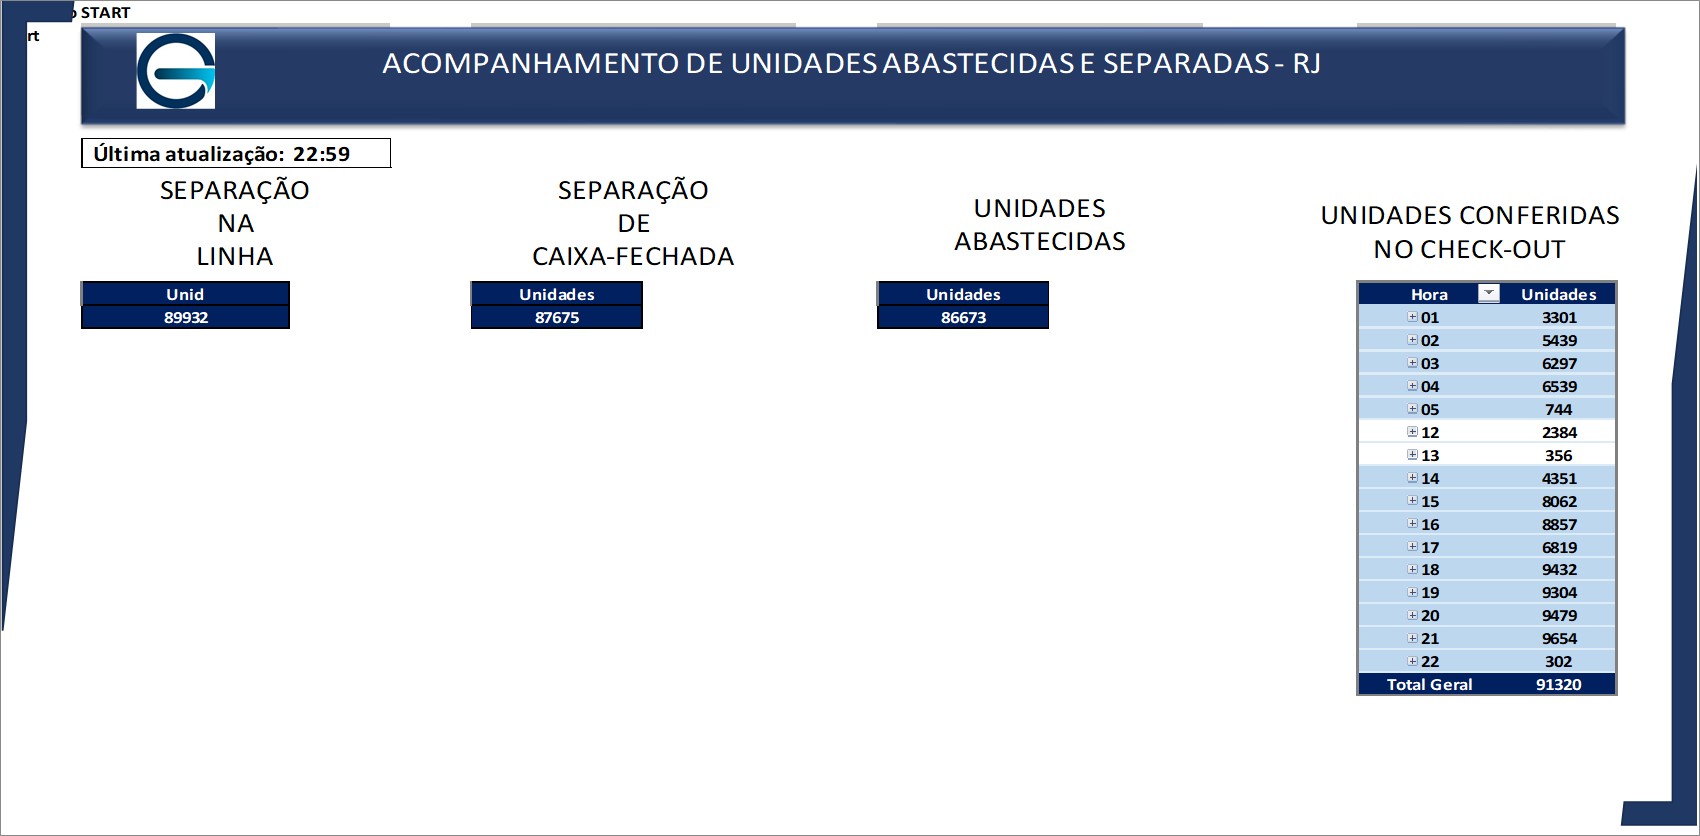 START
rt
ACOMPANHAMENTO DE UNIDADES ABASTECIDAS E SEPARADAS - RJ
Última atualização: 22:59
SEPARAÇÃO
NA
LINHA
Unid
89932
SEPARAÇÃO
DE
CAIXA-FECHADA
Unidades
87675
UNIDADES
ABASTECIDAS
Unidades
86673
UNIDADES CONFERIDAS
NO CHECK-OUT
Hora Unidades
01 3301
02 5439
03 6297
04 6539
05 744
12 2384
13 356
14 4351
15 8062
16 8857
17 6819
18 9432
19 9304
20 9479
21 9654
22 302
Total Geral 91320